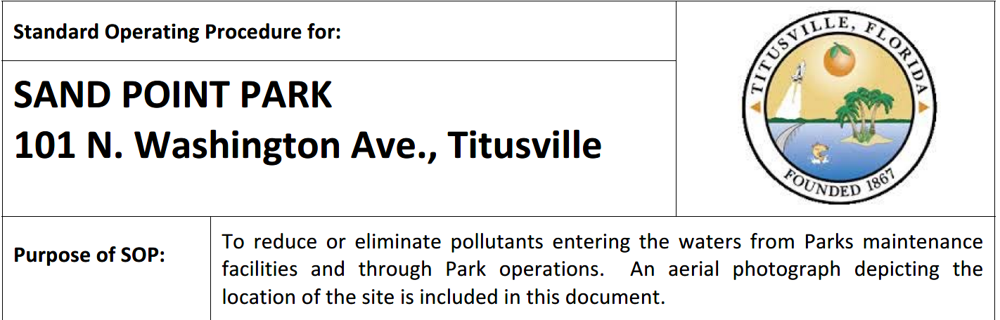 Standard Operating Procedure for:
SAND POINT PARK
101 N. Washington Ave., Titusville
TITUSVILLE, FLORIDA
FOUNDED 1867
Purpose of SOP:
To reduce or eliminate pollutants entering the waters from Parks maintenance
facilities and through Park operations. An aerial photograph depicting the
location of the site is included in this document.